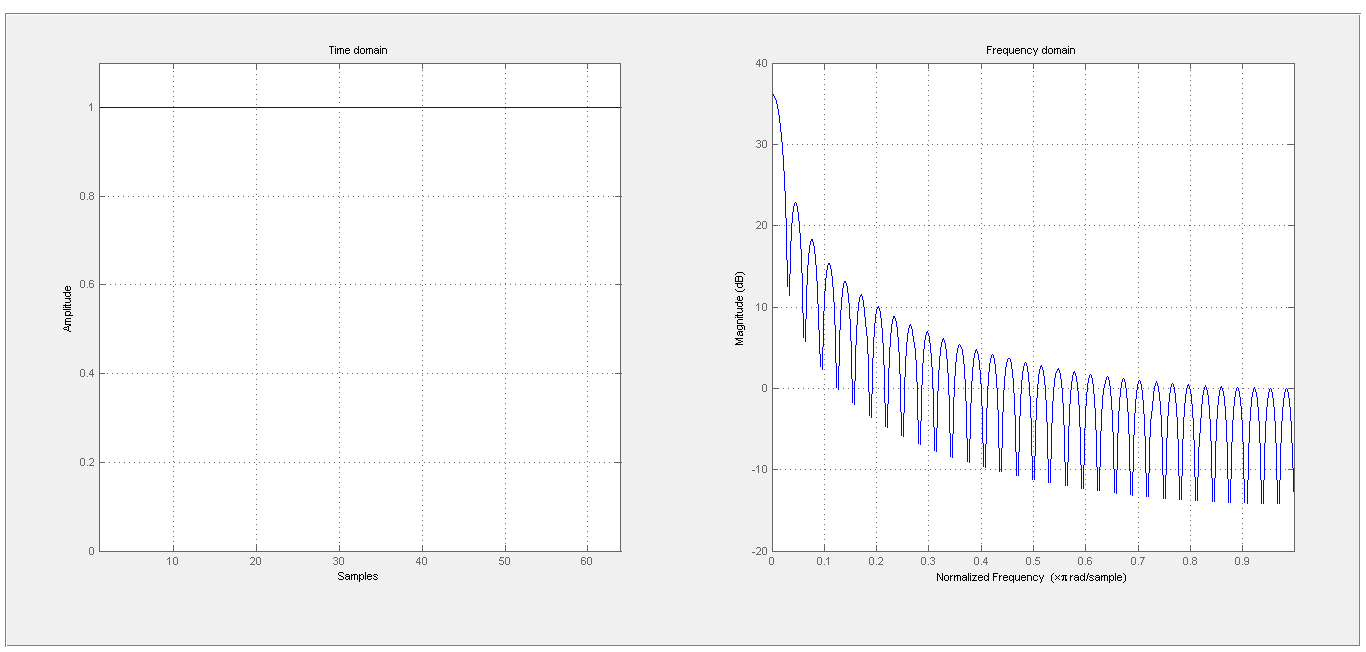 Time domain
1
0.8
0.6
0.4
0.2
0
Amplitude
10 20 30 40 50 60
Samples
Frequency domain
40
30
20
10
0
-10
-20
Magnitude (dB)
0 0.1 0.2 0.3 0.4 0.5 0.6 0.7 0.8 0.9
Normalized Frequency (×π rad/sample)